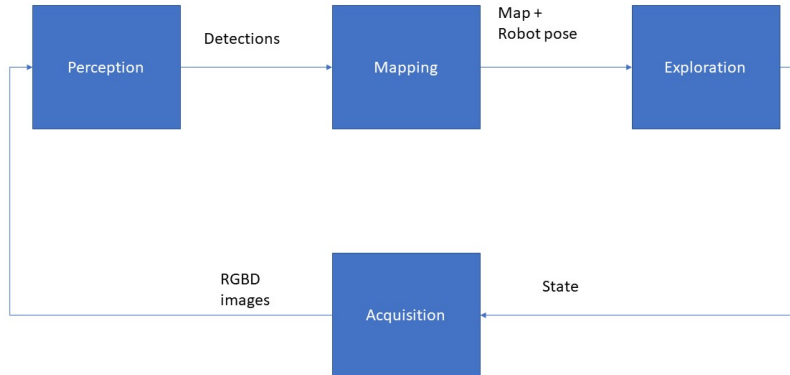 Map +
Robot pose
Detections
Perception
Mapping
Exploration
RGBD
images
State
Acquisition